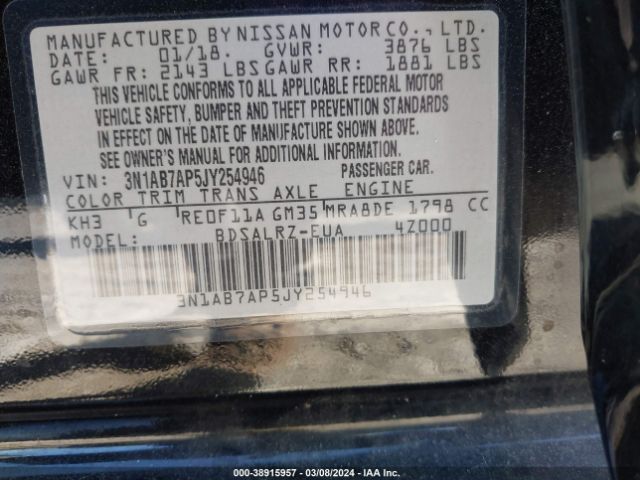 MANUFACTURED BY NISSAN MOTOR CO., LTD.
DATE: 01/18. GVWR: 3876 LBS
GAWR FR: 2143 LBS GAWR RR: 1881 LBS
THIS VEHICLE CONFORMS TO ALL APPLICABLE FEDERAL MOTOR
VEHICLE SAFETY, BUMPER AND THEFT PREVENTION STANDARDS
IN EFFECT ON THE DATE OF MANUFACTURE SHOWN ABOVE.
SEE OWNER'S MANUAL FOR ADDITIONAL INFORMATION.
VIN: 3N1AB7AP5JY254946 PASSENGER CAR.
COLOR TRIM TRANS AXLE ENGINE
KH3 G RE0F11A GM35 MRA8DE 1798 CC
MODEL: BDSALRZ-EUA 4Z000
3N1AB7AP5JY254946
000-38915957 | 03/08/2024 | IAA Inc.